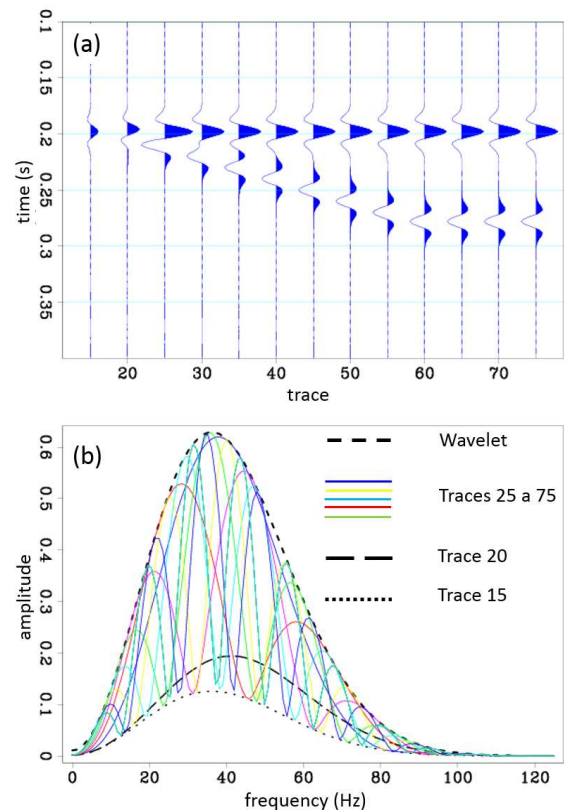 (a)
0.1
0.15
0.2
0.25
0.3
0.35
time (s)
20 30 40 50 60 70
trace
(b)
0.6
0.5
0.4
0.3
0.2
0.1
0
amplitude
Wavelet
Traces 25 a 75
Trace 20
Trace 15
0 20 40 60 80 100 120
frequency (Hz)